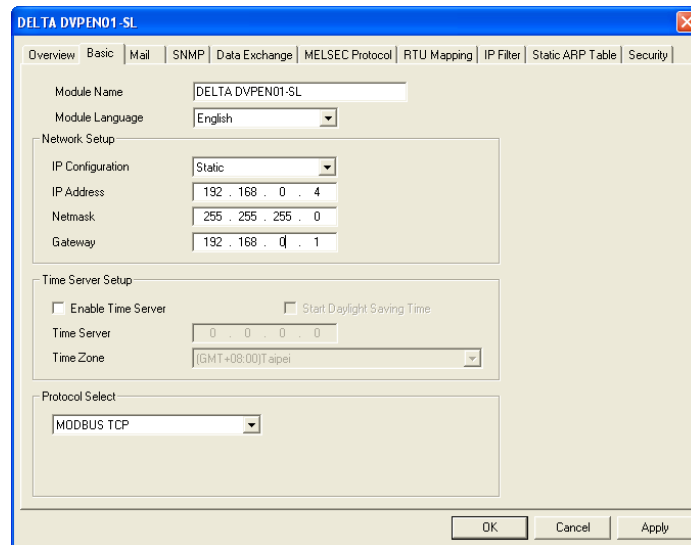 DELTA DVPEN01-SL
Overview Basic Mail SNMP Data Exchange MELSEC Protocol RTU Mapping IP Filter Static ARP Table Security
Module Name DELTA DVPEN01-SL
Module Language English
Network Setup
IP Configuration Static
IP Address 192 . 168 . 0 . 4
Netmask 255 . 255 . 255 . 0
Gateway 192 . 168 . 0 . 1
Time Server Setup
Enable Time Server Start Daylight Saving Time
Time Server 0 . 0 . 0 . 0
Time Zone (GMT+08:00)Taipei
Protocol Select
MODBUS TCP
OK Cancel Apply